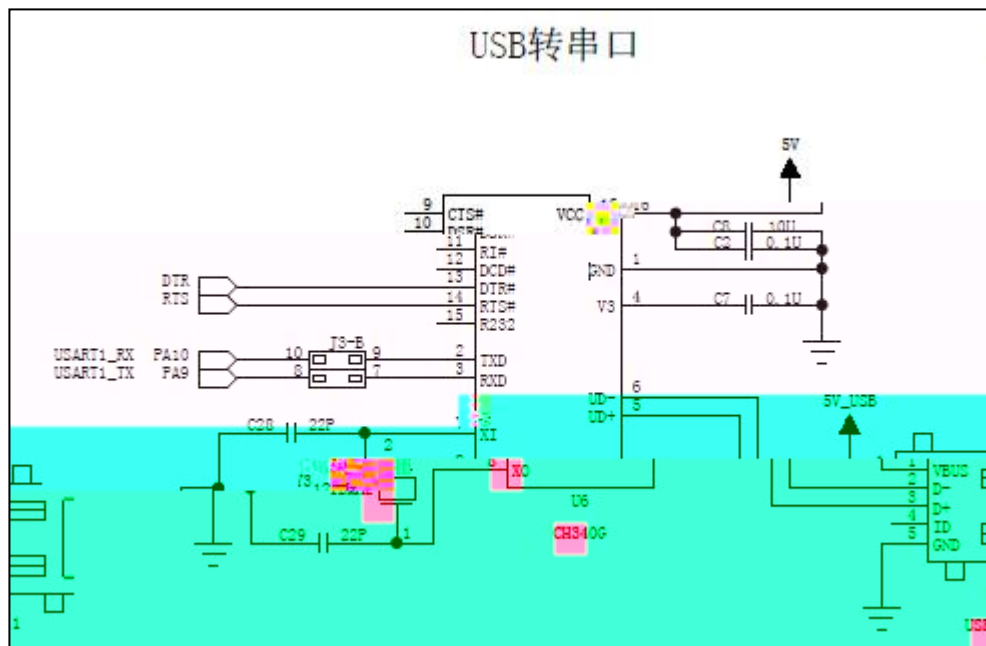 USB转串口
5V
9 CTS# VCC
10 DSR# C8 10U
C2 0.1U
11 RI#
12 DCD# GND 1
DTR 13 DTR#
RTS 14 RTS# V3 4 C7 0.1U
15 R232
J3-B
USART1_RX PA10 10 9 2 TXD
USART1_TX PA9 8 7 3 RXD
UD- 6
UD+ 5 5V_USB
C28 22P XI
2
XO 1 VBUS
2 D-
U6 3 D+
4 ID
C29 22P 1 CH340G 5 GND
1